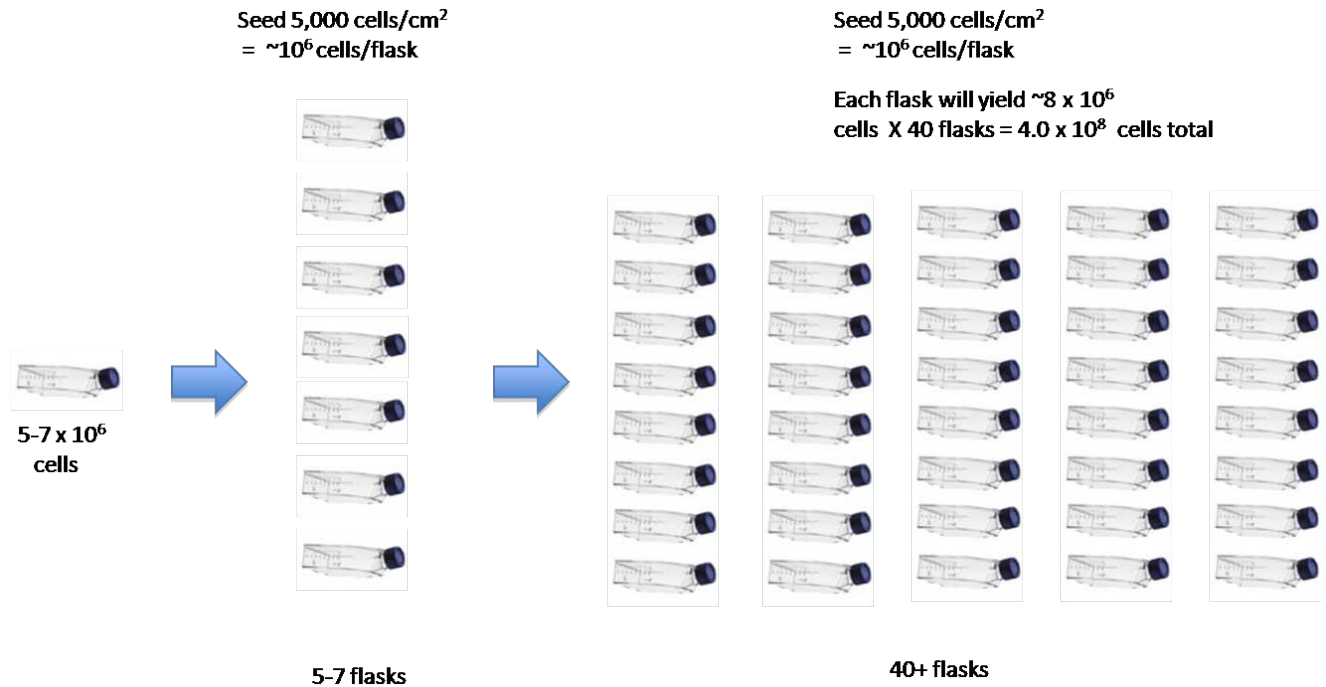 Seed 5,000 cells/cm²
= ~10⁶ cells/flask
Seed 5,000 cells/cm²
= ~10⁶ cells/flask
Each flask will yield ~8 x 10⁶
cells X 40 flasks = 4.0 x 10⁸ cells total
5-7 x 10⁶
cells
5-7 flasks
40+ flasks